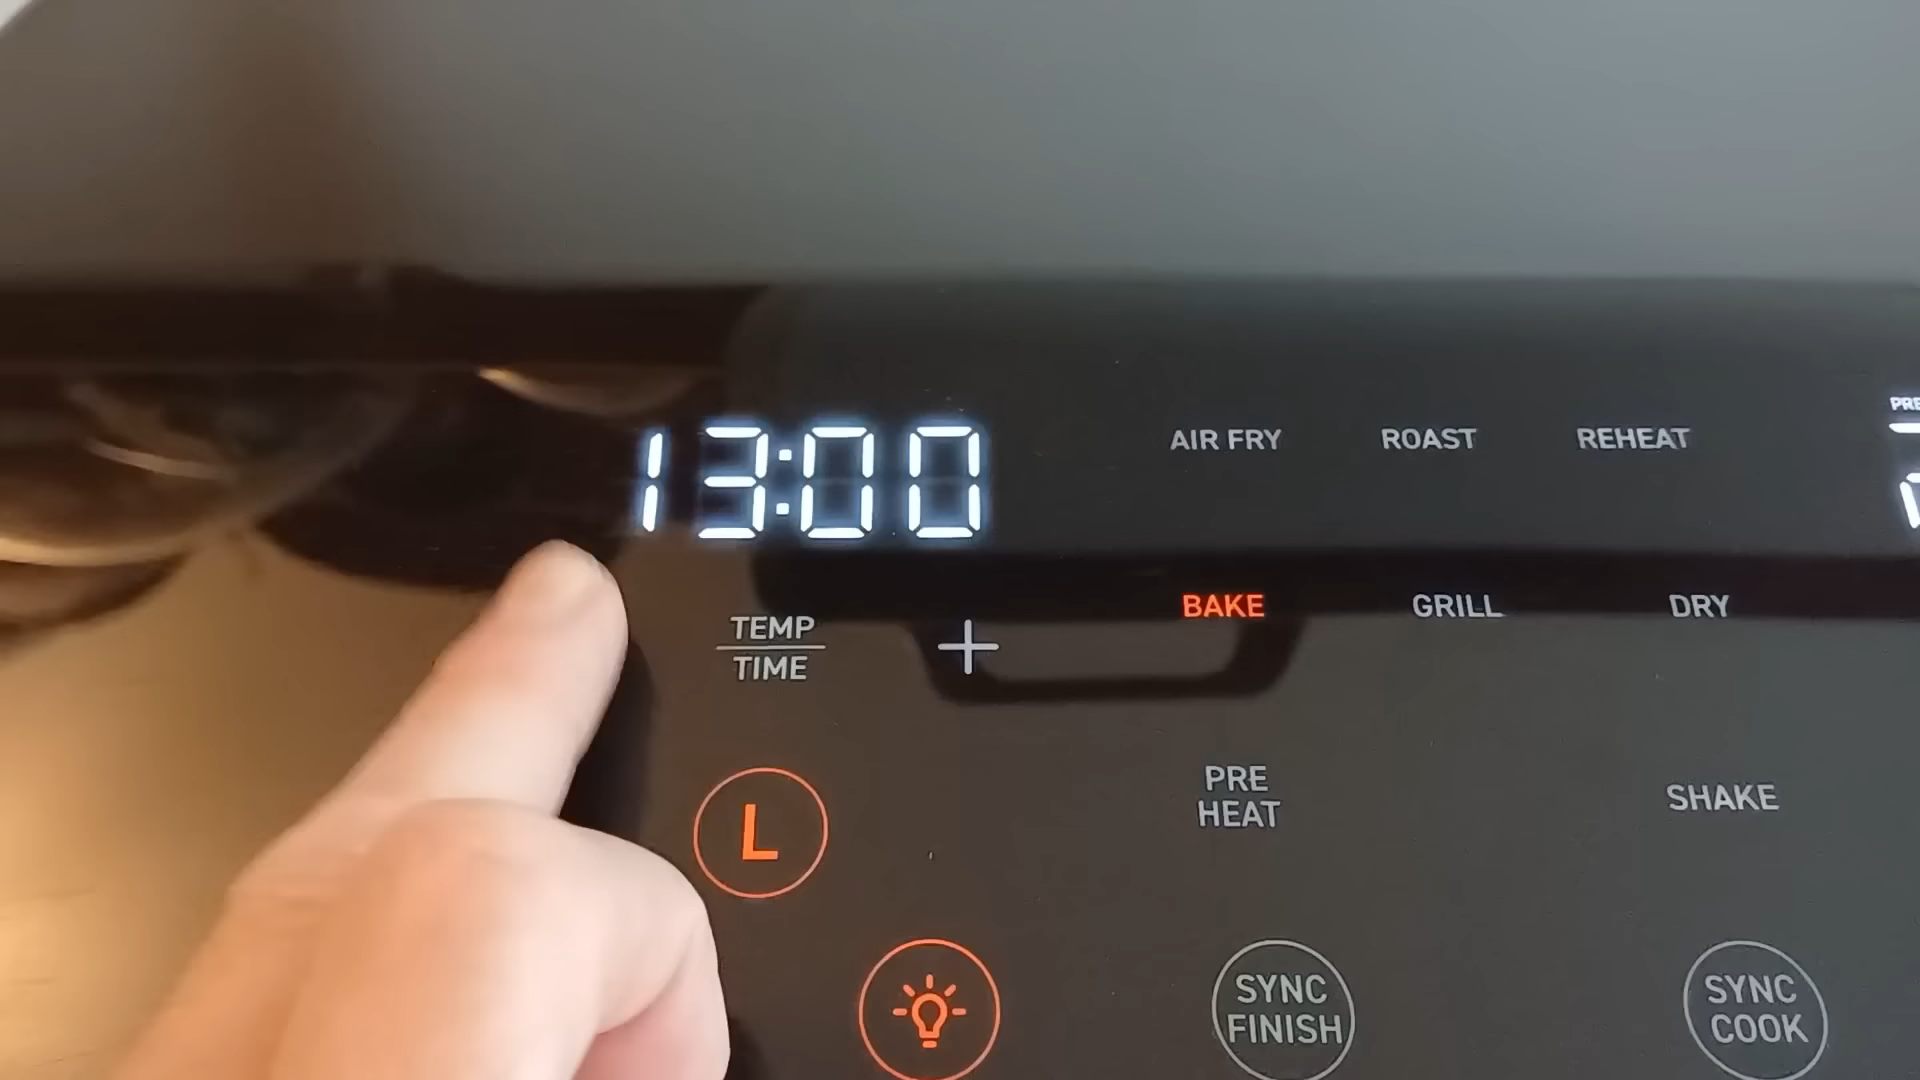 13:00
AIR FRY
ROAST
REHEAT
BAKE
GRILL
DRY
TEMP
TIME
+
PRE
HEAT
SHAKE
L
SYNC
FINISH
SYNC
COOK